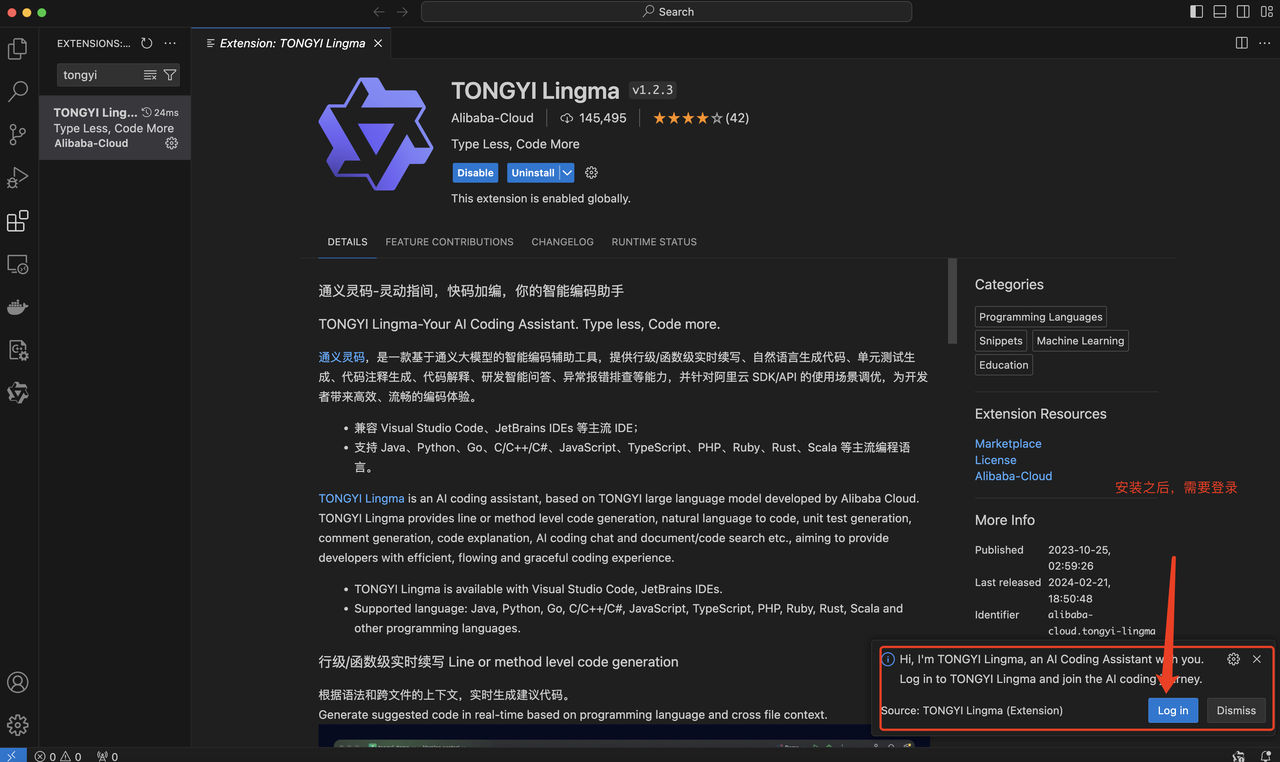 Search
EXTENSIONS:...
Extension: TONGYI Lingma
tongyi
TONGYI Ling... 24ms
Type Less, Code More
Alibaba-Cloud
TONGYI Lingma v1.2.3
Alibaba-Cloud 145,495 (42)
Type Less, Code More
Disable Uninstall
This extension is enabled globally.
DETAILS FEATURE CONTRIBUTIONS CHANGELOG RUNTIME STATUS
通义灵码-灵动指间，快码加编，你的智能编码助手
TONGYI Lingma-Your AI Coding Assistant. Type less, Code more.
通义灵码，是一款基于通义大模型的智能编码辅助工具，提供行级/函数级实时续写、自然语言生成代码、单元测试生
成、代码注释生成、代码解释、研发智能问答、异常报错排查等能力，并针对阿里云 SDK/API 的使用场景调优，为开发
者带来高效、流畅的编码体验。
• 兼容 Visual Studio Code、JetBrains IDEs 等主流 IDE；
• 支持 Java、Python、Go、C/C++/C#、JavaScript、TypeScript、PHP、Ruby、Rust、Scala 等主流编程语
言。
TONGYI Lingma is an AI coding assistant, based on TONGYI large language model developed by Alibaba Cloud.
TONGYI Lingma provides line or method level code generation, natural language to code, unit test generation,
comment generation, code explanation, AI coding chat and document/code search etc., aiming to provide
developers with efficient, flowing and graceful coding experience.
• TONGYI Lingma is available with Visual Studio Code, JetBrains IDEs.
• Supported language: Java, Python, Go, C/C++/C#, JavaScript, TypeScript, PHP, Ruby, Rust, Scala and
other programming languages.
行级/函数级实时续写 Line or method level code generation
根据语法和跨文件的上下文，实时生成建议代码。
Generate suggested code in real-time based on programming language and cross file context.
Categories
Programming Languages
Snippets Machine Learning
Education
Extension Resources
Marketplace
License
Alibaba-Cloud
安装之后，需要登录
More Info
Published 2023-10-25,
02:59:26
Last released 2024-02-21,
18:50:48
Identifier alibaba-
cloud.tongyi-lingma
Hi, I'm TONGYI Lingma, an AI Coding Assistant with you.
Log in to TONGYI Lingma and join the AI coding journey.
Source: TONGYI Lingma (Extension) Log in Dismiss
0 0 0